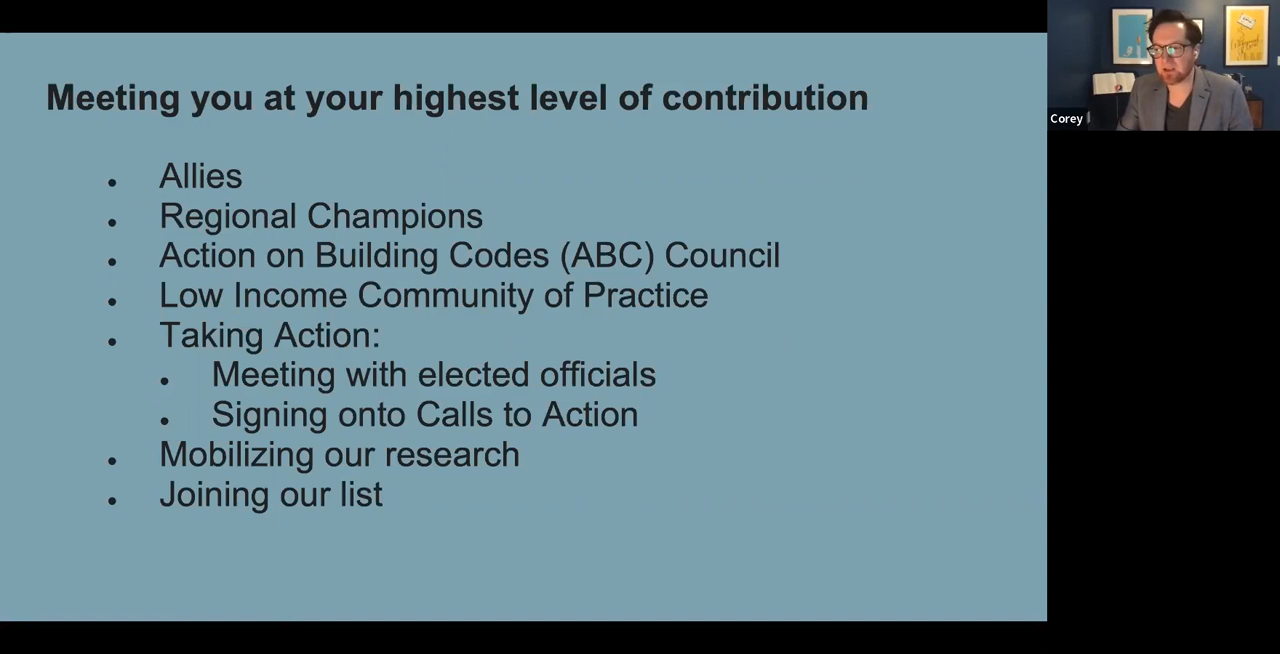 Meeting you at your highest level of contribution
Allies
Regional Champions
Action on Building Codes (ABC) Council
Low Income Community of Practice
Taking Action:
Meeting with elected officials
Signing onto Calls to Action
Mobilizing our research
Joining our list
Corey